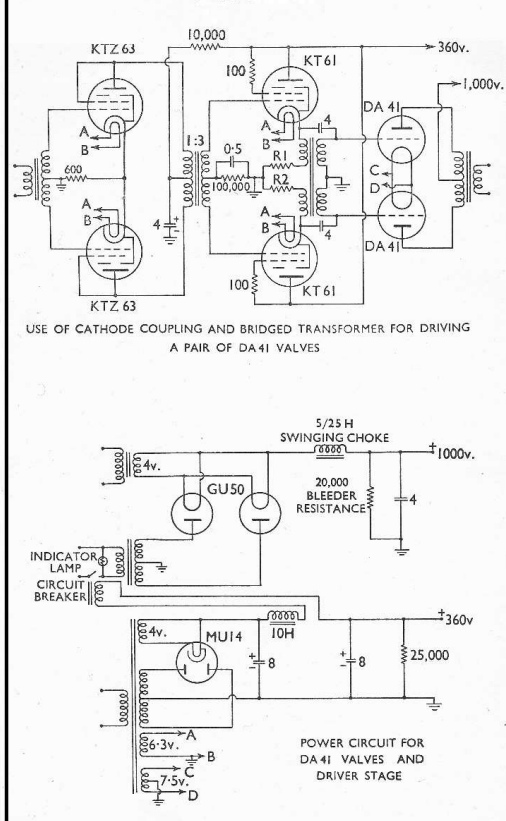 KTZ 63
10,000
KT61
360v.
100
1,000v.
DA 41
A
B
4
A
B
1:3
0·5
R1
C
600
100,000
R2
D
A
B
4
A
B
4
DA 41
KTZ 63
100
KT 61
USE OF CATHODE COUPLING AND BRIDGED TRANSFORMER FOR DRIVING
A PAIR OF DA41 VALVES
5/25 H
SWINGING CHOKE
+
1000v.
4v.
GU50
20,000
BLEEDER
RESISTANCE
4
INDICATOR
LAMP
CIRCUIT
BREAKER
+
360v
4v.
MU14
10H
+
-
8
+
-
8
25,000
A
6·3v.
B
C
7·5v.
D
POWER CIRCUIT FOR
DA41 VALVES AND
DRIVER STAGE